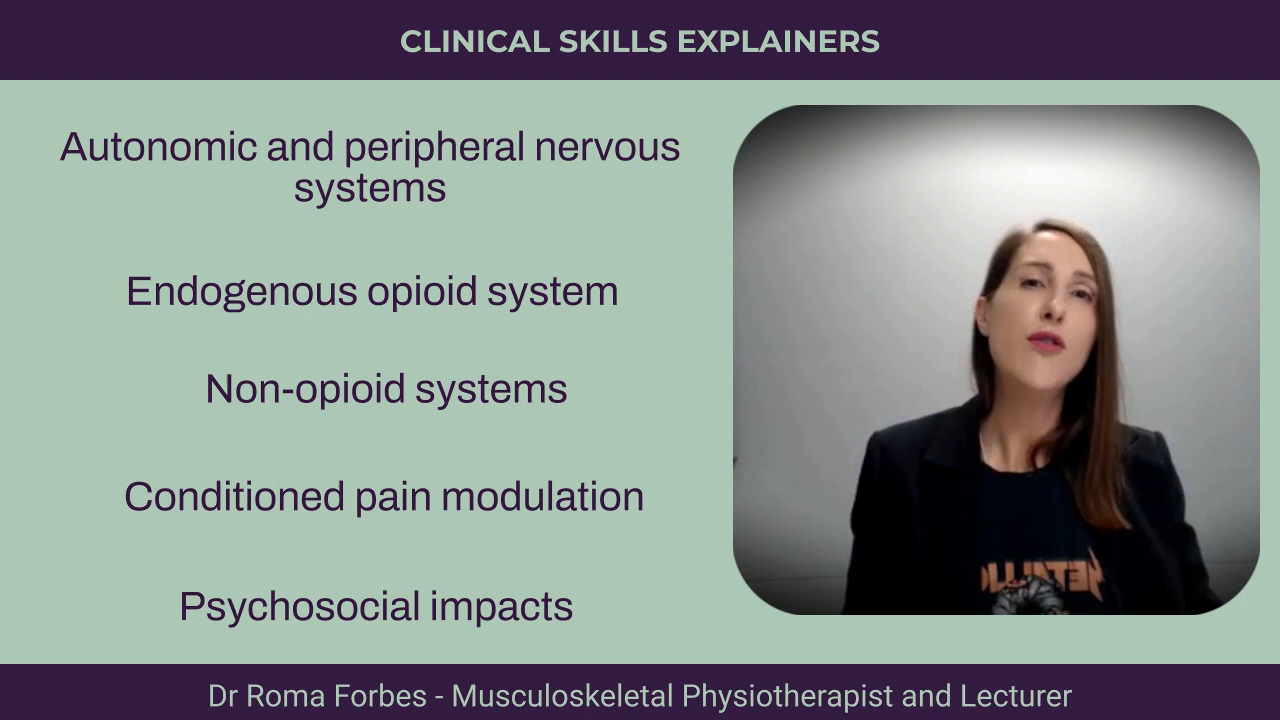 CLINICAL SKILLS EXPLAINERS
Autonomic and peripheral nervous
systems
Endogenous opioid system
Non-opioid systems
Conditioned pain modulation
Psychosocial impacts
Dr Roma Forbes - Musculoskeletal Physiotherapist and Lecturer